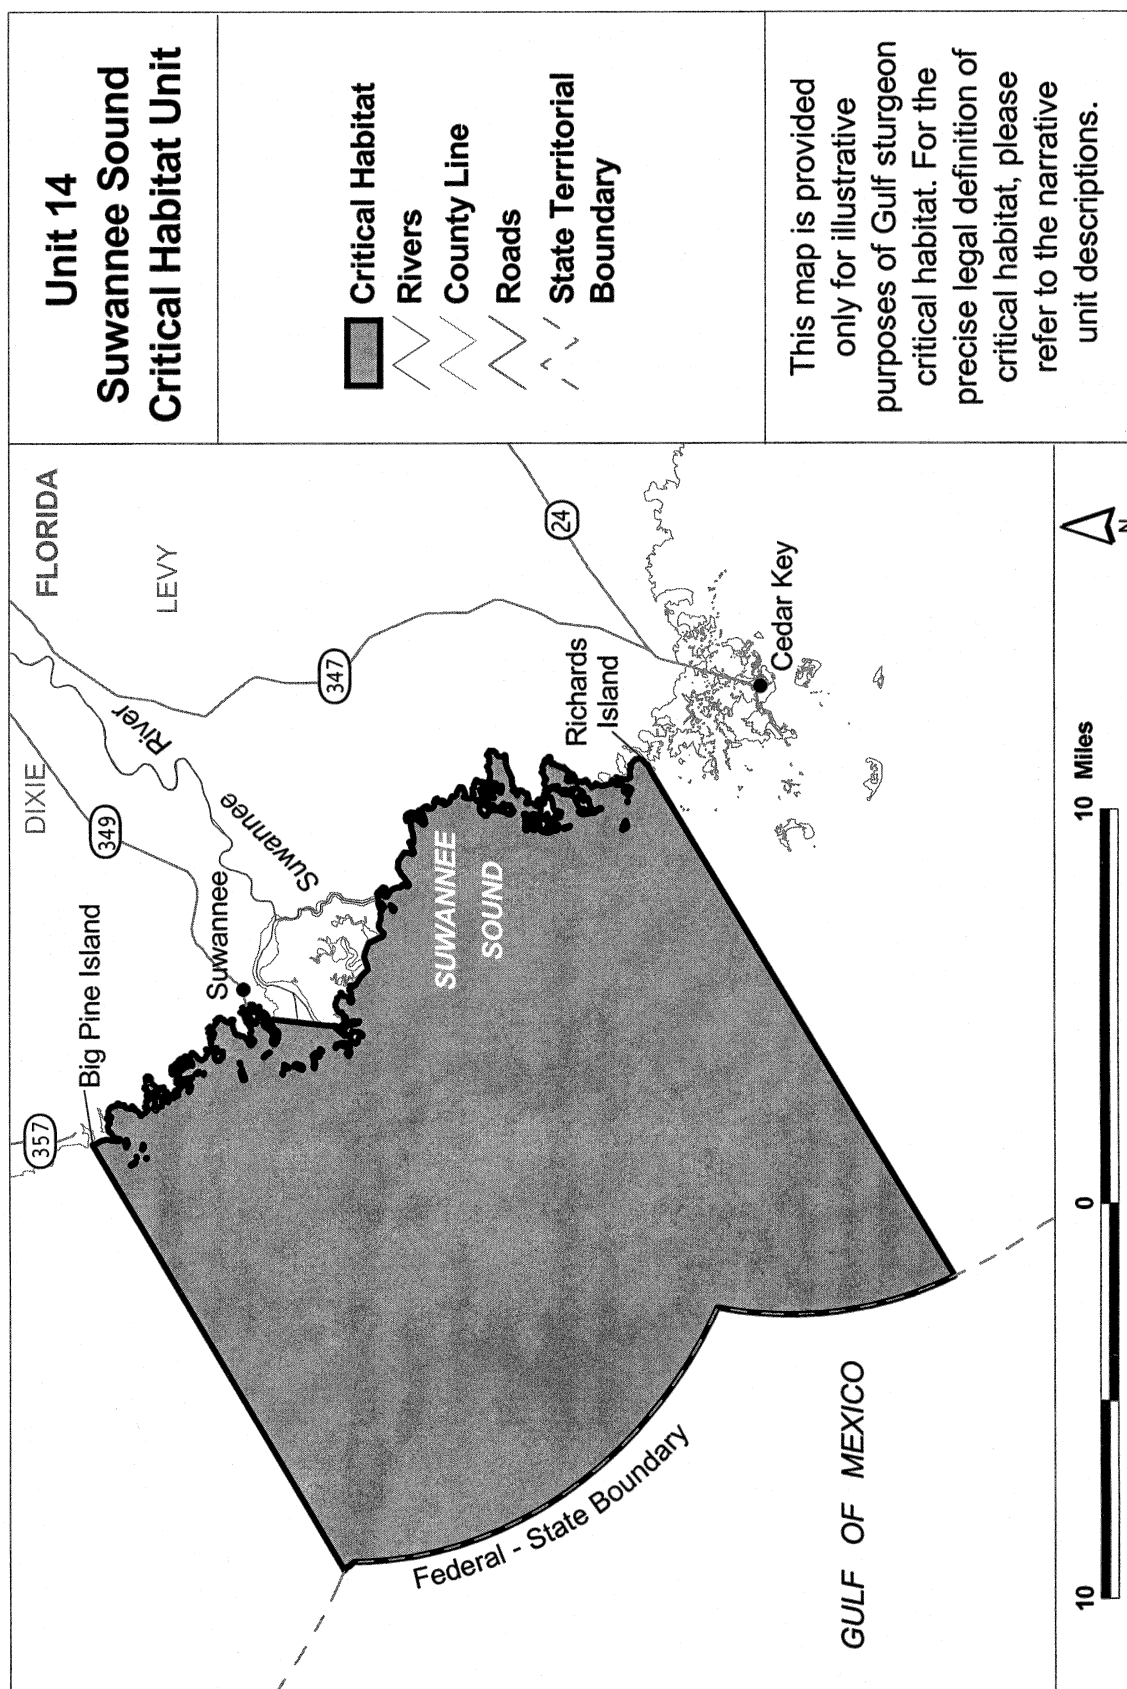 Unit 14
Suwannee Sound
Critical Habitat Unit
Critical Habitat
Rivers
County Line
Roads
State Territorial
Boundary
This map is provided
only for illustrative
purposes of Gulf sturgeon
critical habitat. For the
precise legal definition of
critical habitat, please
refer to the narrative
unit descriptions.
FLORIDA
DIXIE
LEVY
357
349
347
24
Big Pine Island
Suwannee
Suwannee River
SUWANNEE
SOUND
Richards
Island
Cedar Key
Federal - State Boundary
GULF OF MEXICO
10 0 10 Miles
N